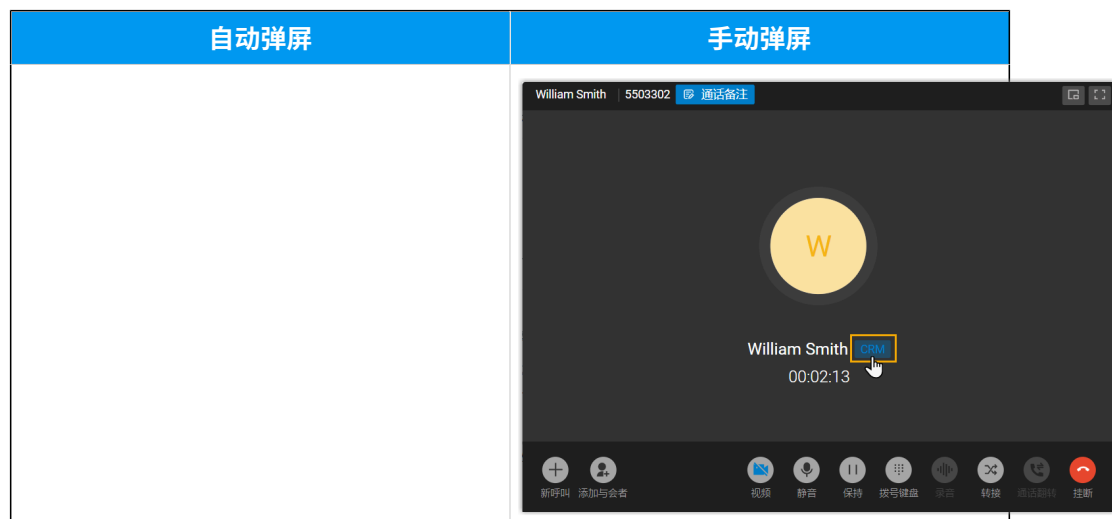 自动弹屏 手动弹屏
William Smith 5503302 通话备注
W
William Smith CRM
00:02:13
新呼叫 添加与会者 视频 静音 保持 拨号键盘 录音 转接 通话翻转 挂断